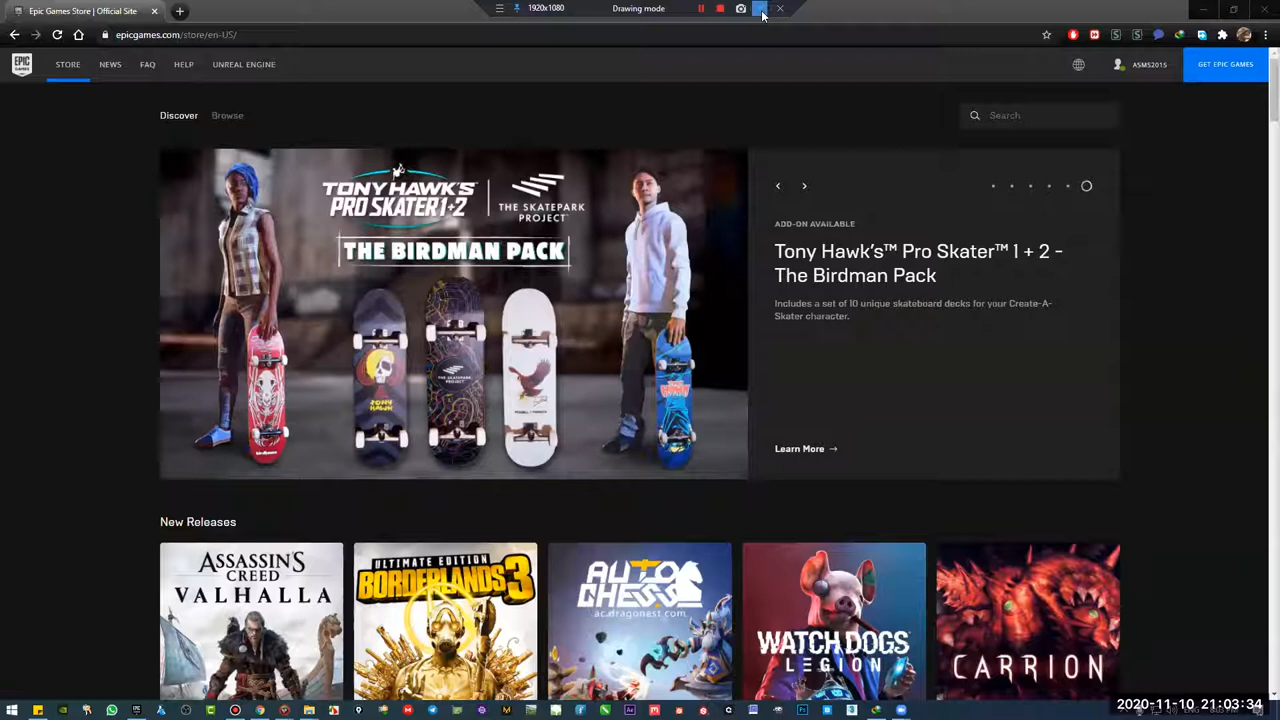 Epic Games Store | Official Site
1920x1080
Drawing mode
epicgames.com/store/en-US/
EPIC GAMES
STORE
NEWS
FAQ
HELP
UNREAL ENGINE
ASMS2015
GET EPIC GAMES
Discover
Browse
Search
TONY HAWK'S
PRO SKATER 1+2
THE SKATEPARK
PROJECT
THE BIRDMAN PACK
ADD-ON AVAILABLE
Tony Hawk's™ Pro Skater™ 1 + 2 -
The Birdman Pack
Includes a set of 10 unique skateboard decks for your Create-A-
Skater character.
Learn More →
New Releases
ASSASSIN'S
CREED
VALHALLA
ULTIMATE EDITION
BORDERLANDS 3
AUTO
CHESS
ac.dragonest.com
WATCH DOGS
LEGION
CARRION
2020-11-10 21:03:34